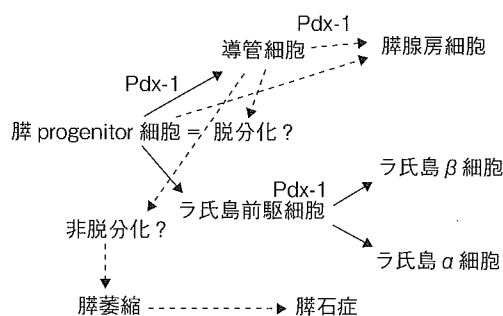 Pdx-1
導管細胞
膵腺房細胞
Pdx-1
膵 progenitor 細胞 = 脱分化？
ラ氏島β細胞
Pdx-1
ラ氏島前駆細胞
非脱分化？
ラ氏島α細胞
膵萎縮
膵石症